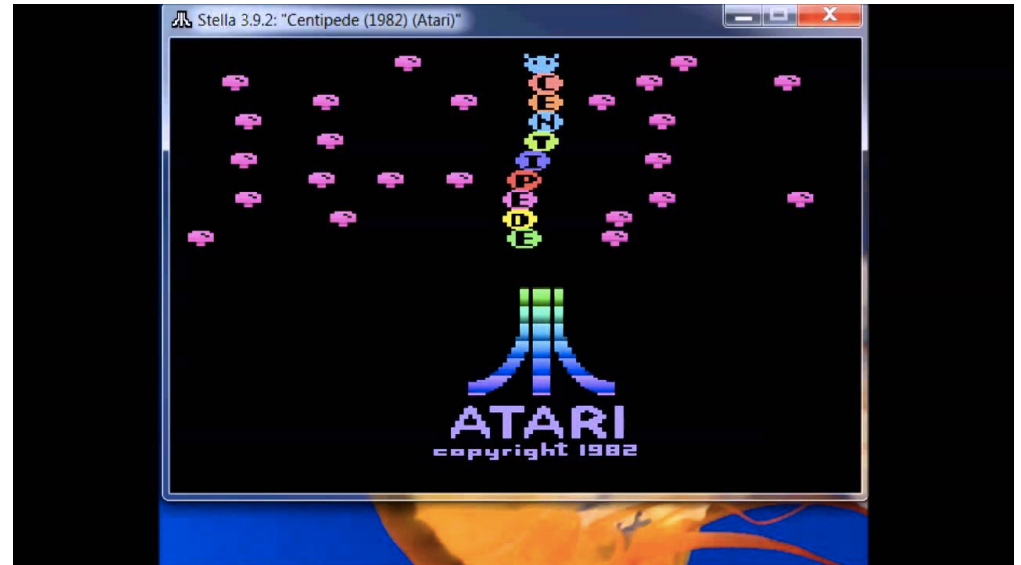 Stella 3.9.2: "Centipede (1982) (Atari)"
C
E
N
T
I
P
E
D
E
ATARI
copyright 1982